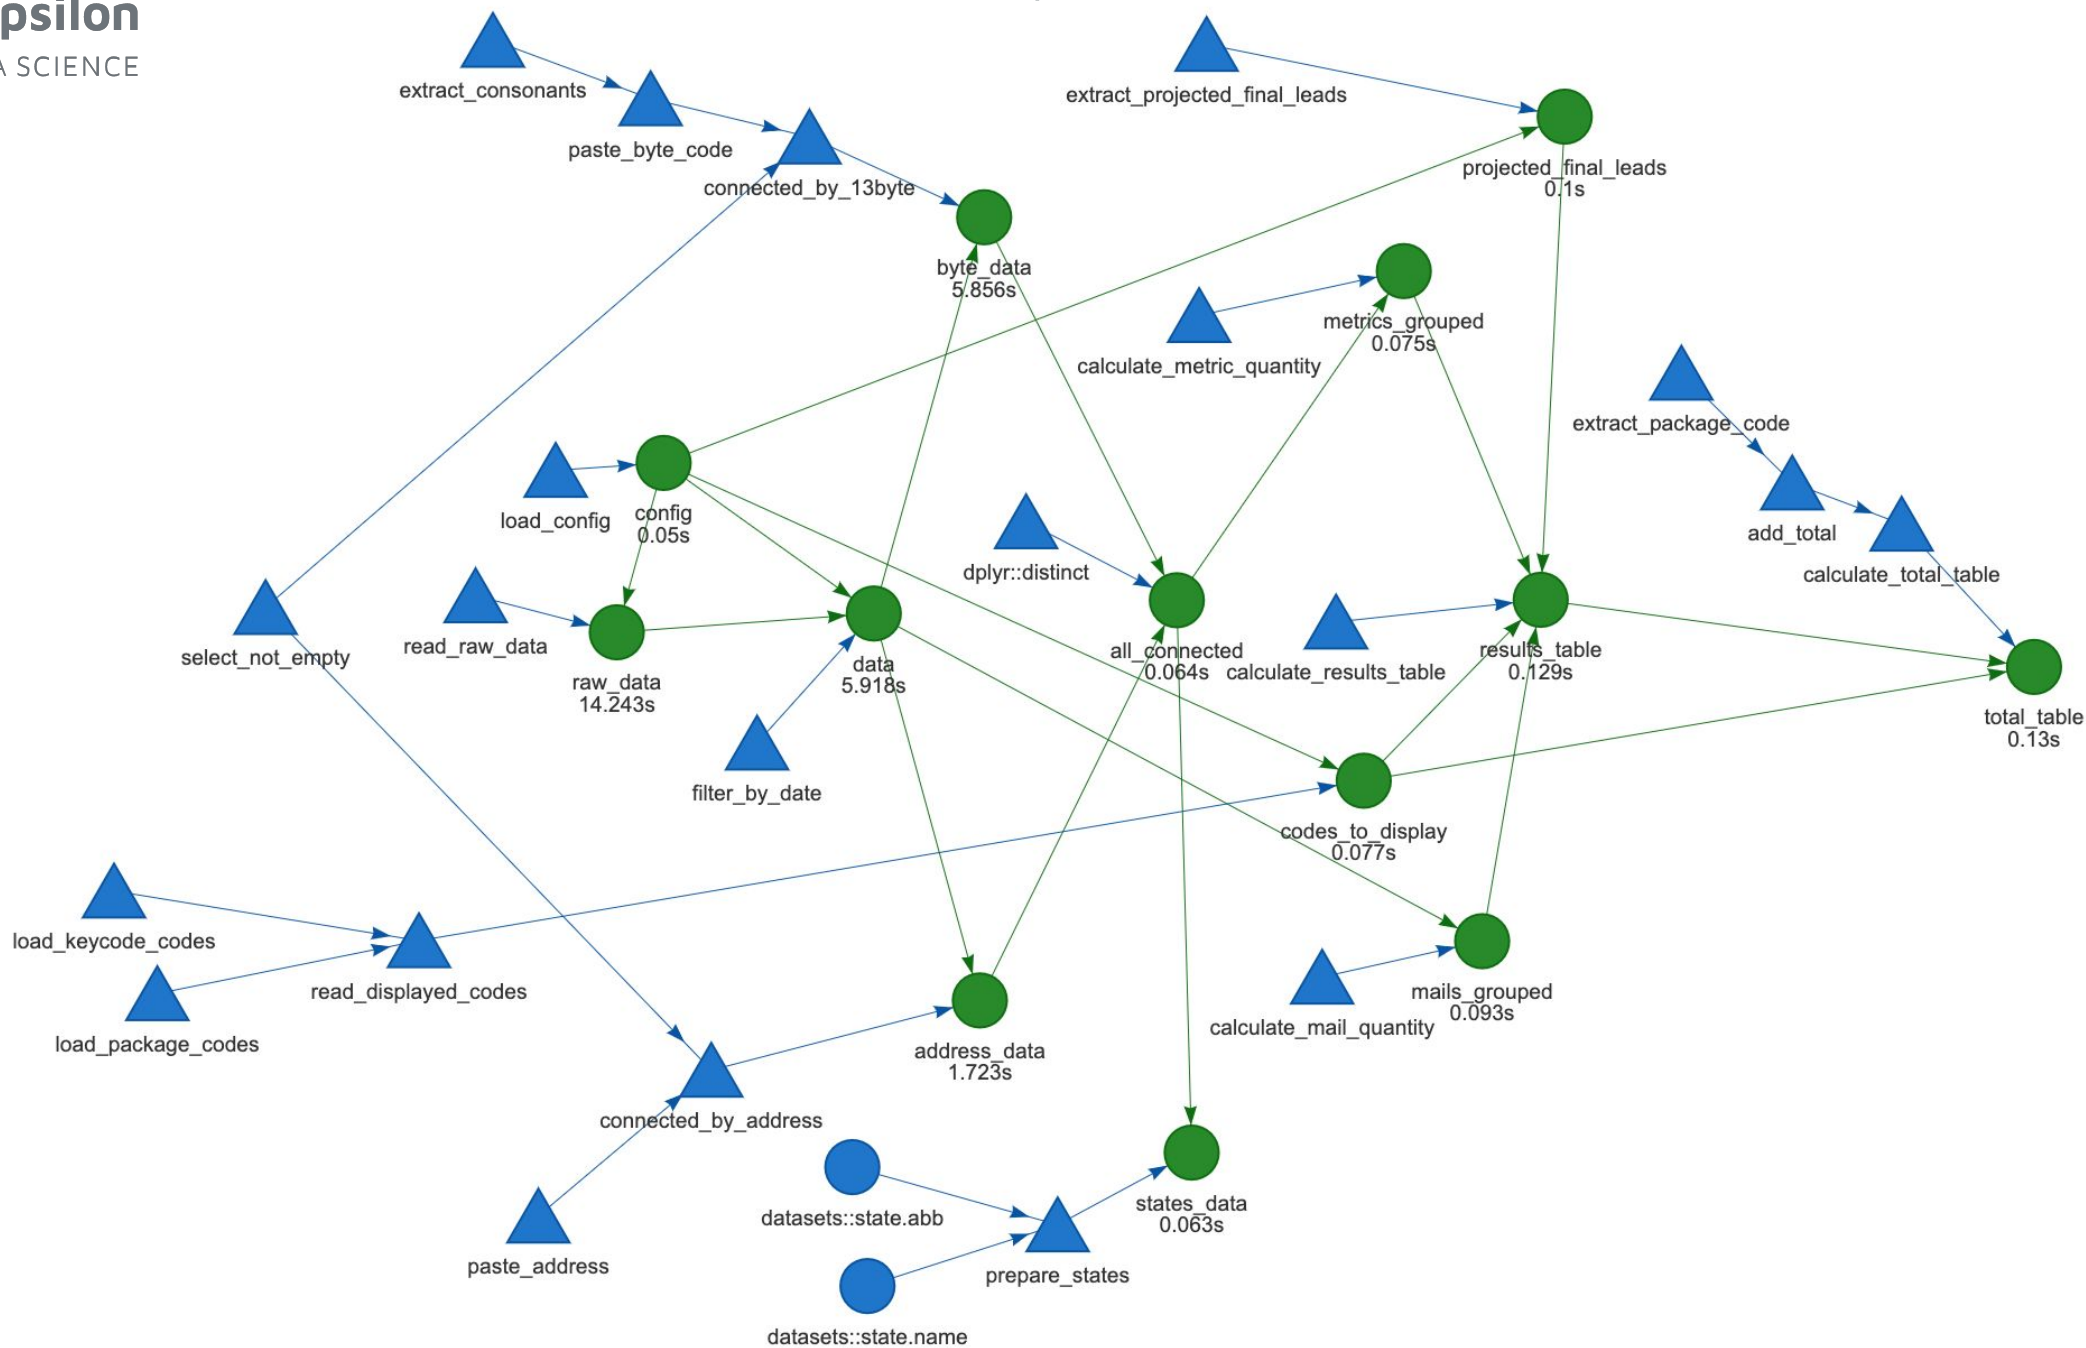 psilon
A SCIENCE
extract_consonants
paste_byte_code
connected_by_13byte
extract_projected_final_leads
projected_final_leads
0.1s
byte_data
5.856s
metrics_grouped
0.075s
calculate_metric_quantity
extract_package_code
load_config
config
0.05s
add_total
dplyr::distinct
calculate_total_table
read_raw_data
select_not_empty
raw_data
14.243s
data
5.918s
all_connected
0.064s
calculate_results_table
results_table
0.129s
total_table
0.13s
filter_by_date
codes_to_display
0.077s
load_keycode_codes
read_displayed_codes
load_package_codes
mails_grouped
0.093s
calculate_mail_quantity
address_data
1.723s
connected_by_address
datasets::state.abb
states_data
0.063s
paste_address
prepare_states
datasets::state.name